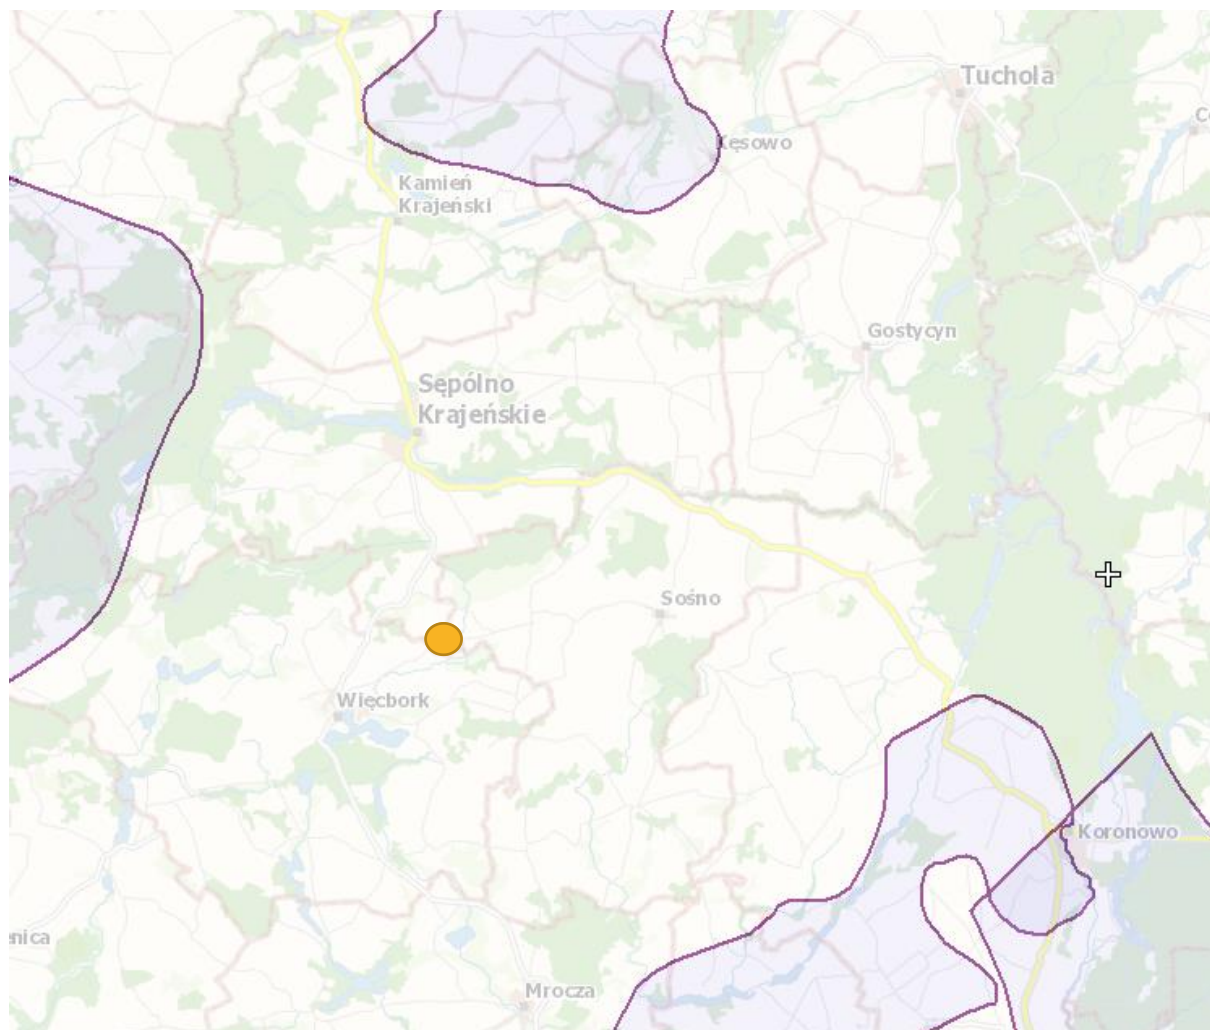 Tuchola
Kęsowo
Kamień
Krajeński
Gostycyn
Sępólno
Krajeńskie
Sośno
Więcbork
Koronowo
Mrocza